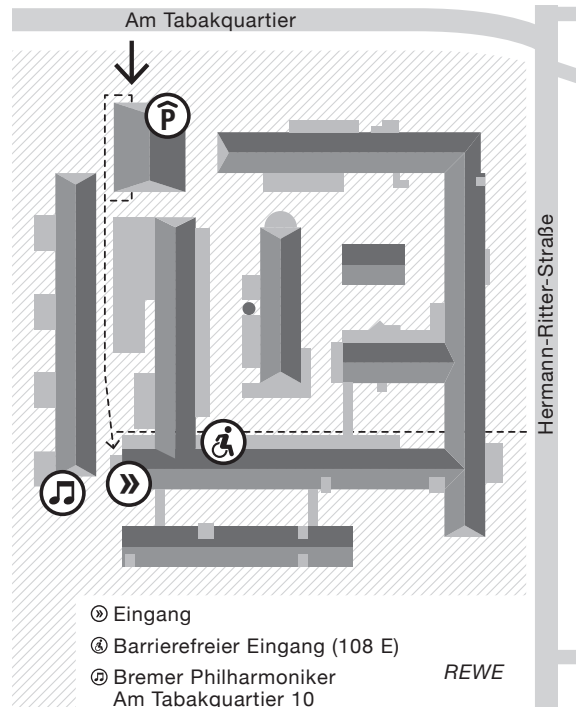 Am Tabakquartier
P
Hermann-Ritter-Straße
Eingang
Barrierefreier Eingang (108 E)
Bremer Philharmoniker
Am Tabakquartier 10
REWE